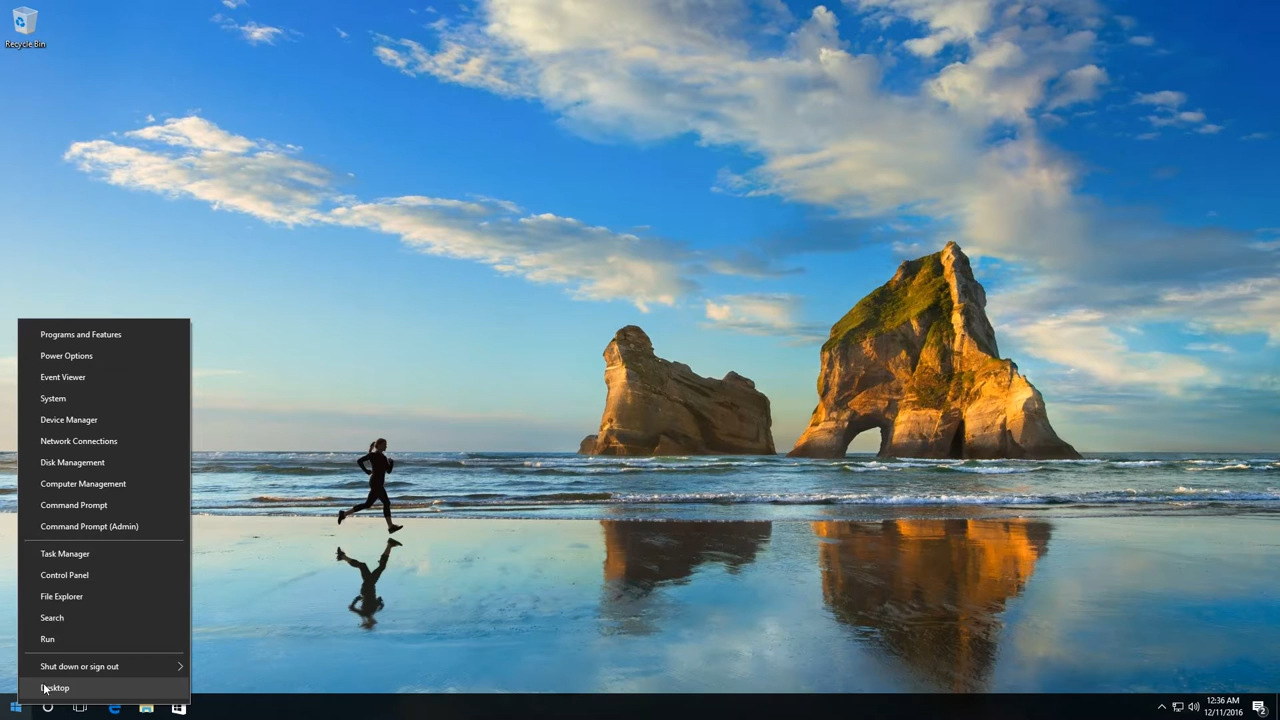 Recycle Bin
Programs and Features
Power Options
Event Viewer
System
Device Manager
Network Connections
Disk Management
Computer Management
Command Prompt
Command Prompt (Admin)
Task Manager
Control Panel
File Explorer
Search
Run
Shut down or sign out
Desktop
12:36 AM
12/11/2016
2